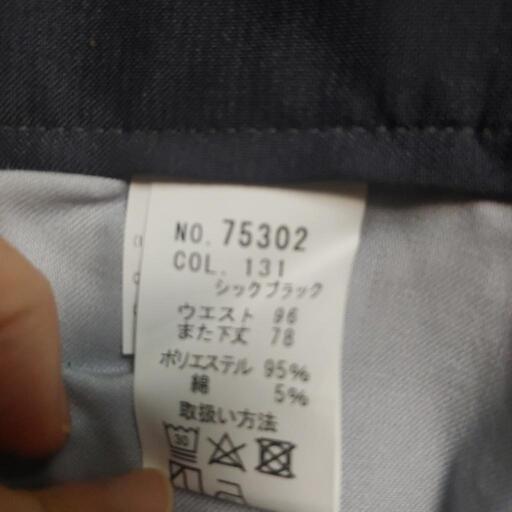 NO. 75302
COL. 131
シックブラック
ウエスト 96
また下丈 78
ポリエステル 95%
綿 5%
取扱い方法
30